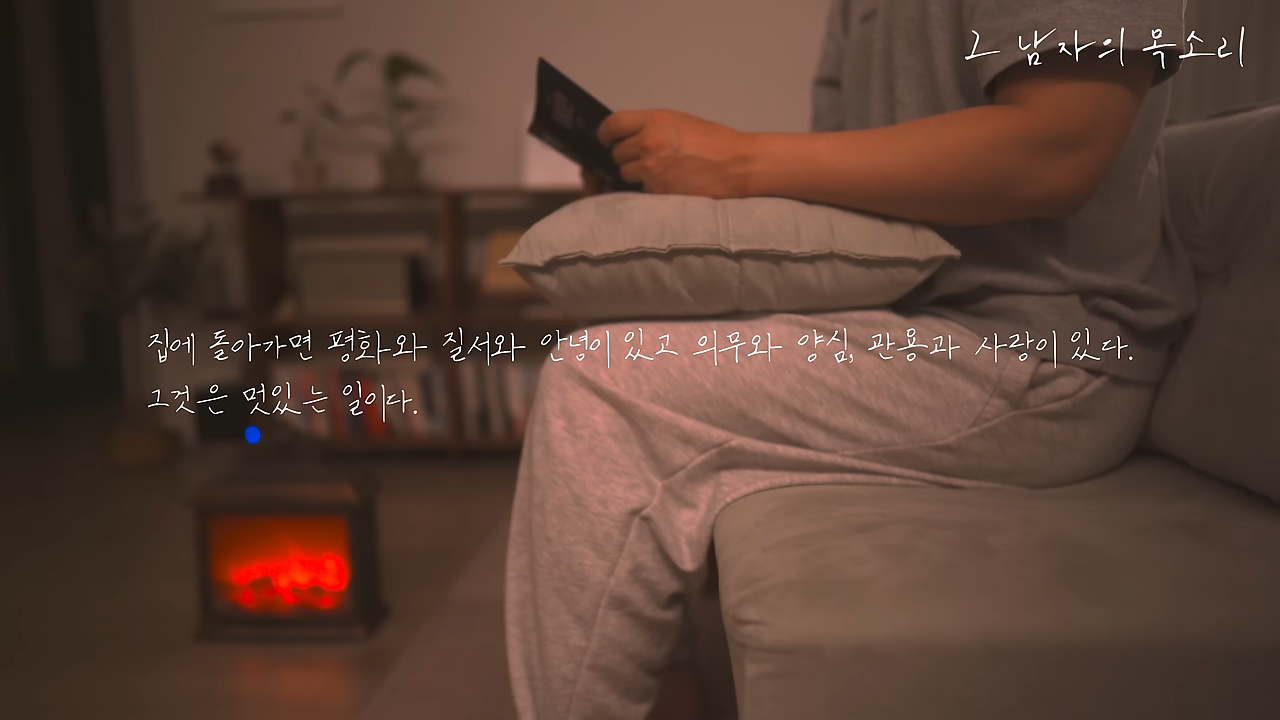 그 남자의 목소리
집에 돌아가면 평화와 질서와 안녕이 있고 의무와 양심, 관용과 사랑이 있다.
그것은 멋있는 일이다.